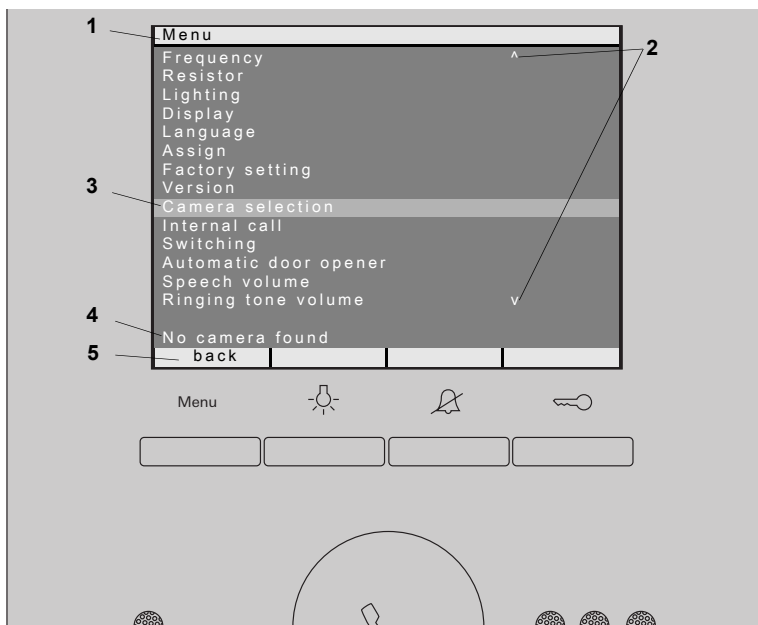 1
Menu
2
Frequency ^
Resistor
Lighting
Display
Language
Assign
Factory setting
3
Version
Camera selection
Internal call
Switching
Automatic door opener
Speech volume
Ringing tone volume v
4
No camera found
5
back
Menu